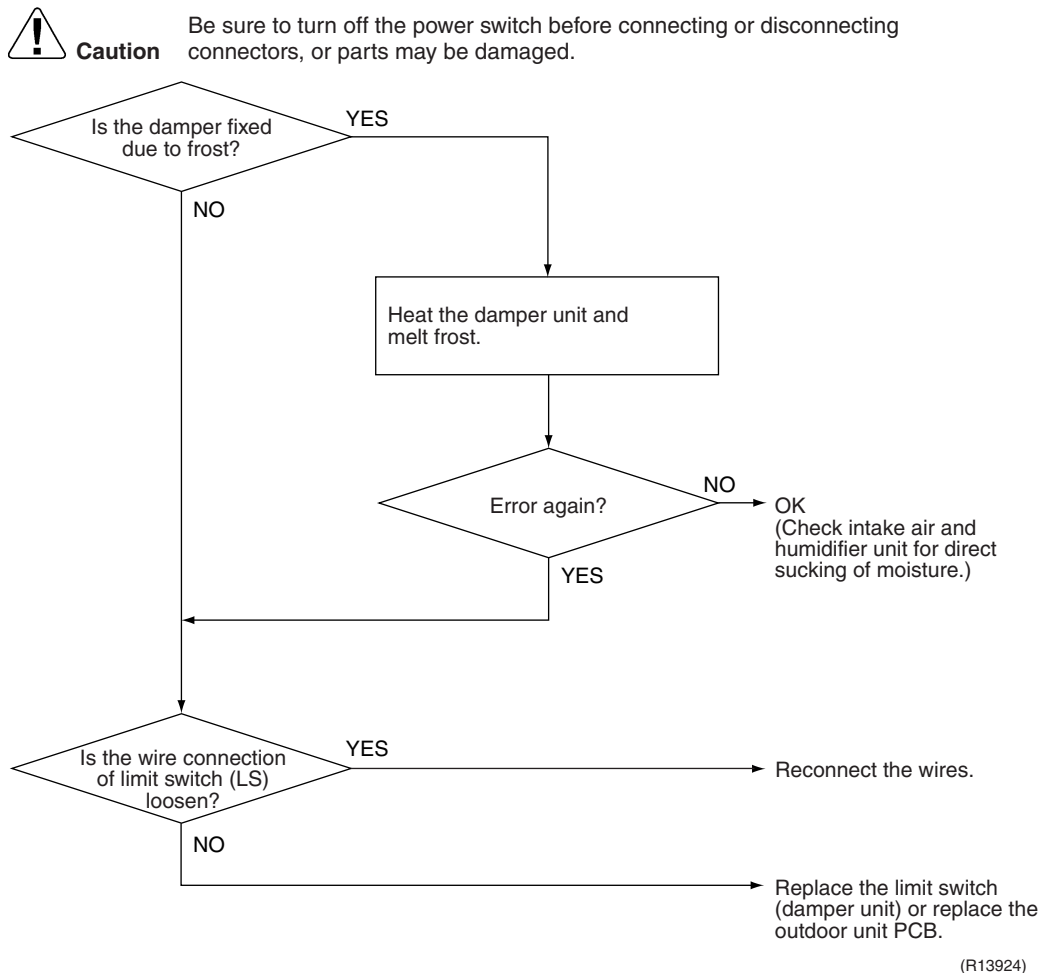 Be sure to turn off the power switch before connecting or disconnecting
Caution connectors, or parts may be damaged.
Is the damper fixed
due to frost?
YES
NO
Heat the damper unit and
melt frost.
Error again?
NO
OK
(Check intake air and
humidifier unit for direct
sucking of moisture.)
YES
Is the wire connection
of limit switch (LS)
loosen?
YES
Reconnect the wires.
NO
Replace the limit switch
(damper unit) or replace the
outdoor unit PCB.
(R13924)